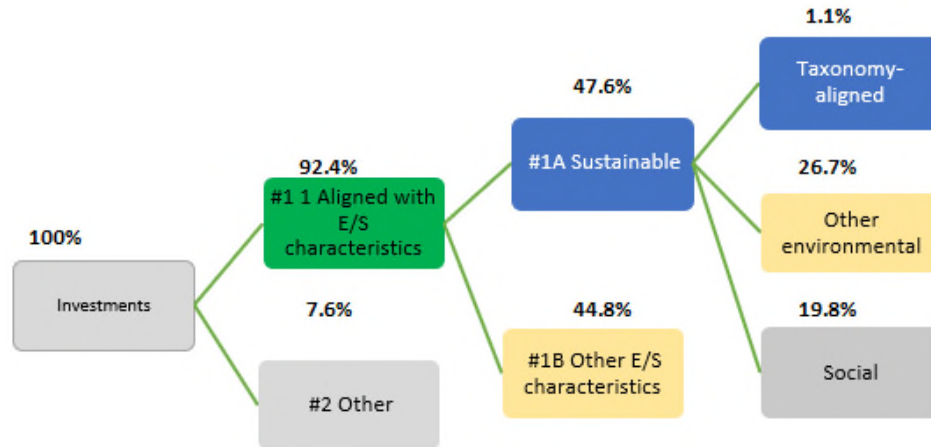 1.1%
Taxonomy-
aligned
47.6%
#1A Sustainable
92.4%
#1 1 Aligned with
E/S
characteristics
26.7%
Other
environmental
100%
Investments
7.6%
#2 Other
44.8%
#1B Other E/S
characteristics
19.8%
Social